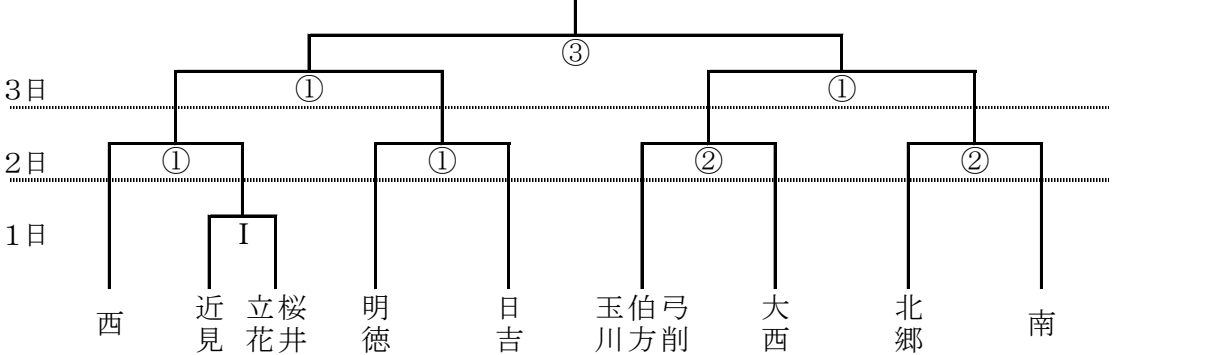 ③
3日
①
①
2日
①
①
②
②
1日
I
西
近見
立花
桜井
明徳
日吉
玉川
伯方
弓削
大西
北郷
南